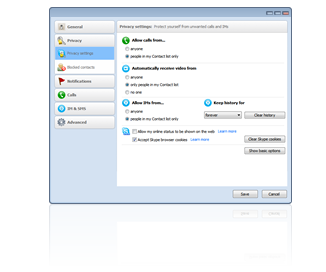 General
Privacy
Privacy settings
Blocked contacts
Notifications
Calls
IM & SMS
Advanced
Privacy settings: Protect yourself from unwanted calls and IMs
Allow calls from...
anyone
people in my Contact list only
Automatically receive video from
anyone
only people in my Contact list
no one
Allow IMs from... Keep history for
anyone
forever Clear history
people in my Contact list only
Allow my online status to be shown on the web Learn more
Accept Skype browser cookies Learn more
Clear Skype cookies
Show basic options
Save Cancel